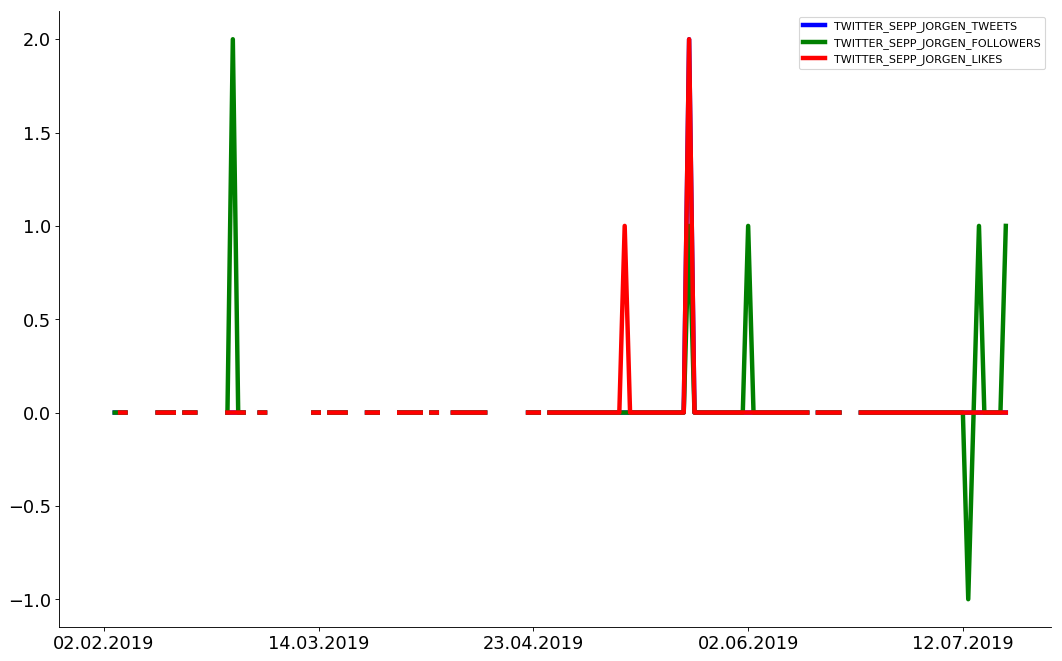 TWITTER_SEPP_JORGEN_TWEETS
TWITTER_SEPP_JORGEN_FOLLOWERS
TWITTER_SEPP_JORGEN_LIKES
2.0
1.5
1.0
0.5
0.0
−0.5
−1.0
02.02.2019 14.03.2019 23.04.2019 02.06.2019 12.07.2019